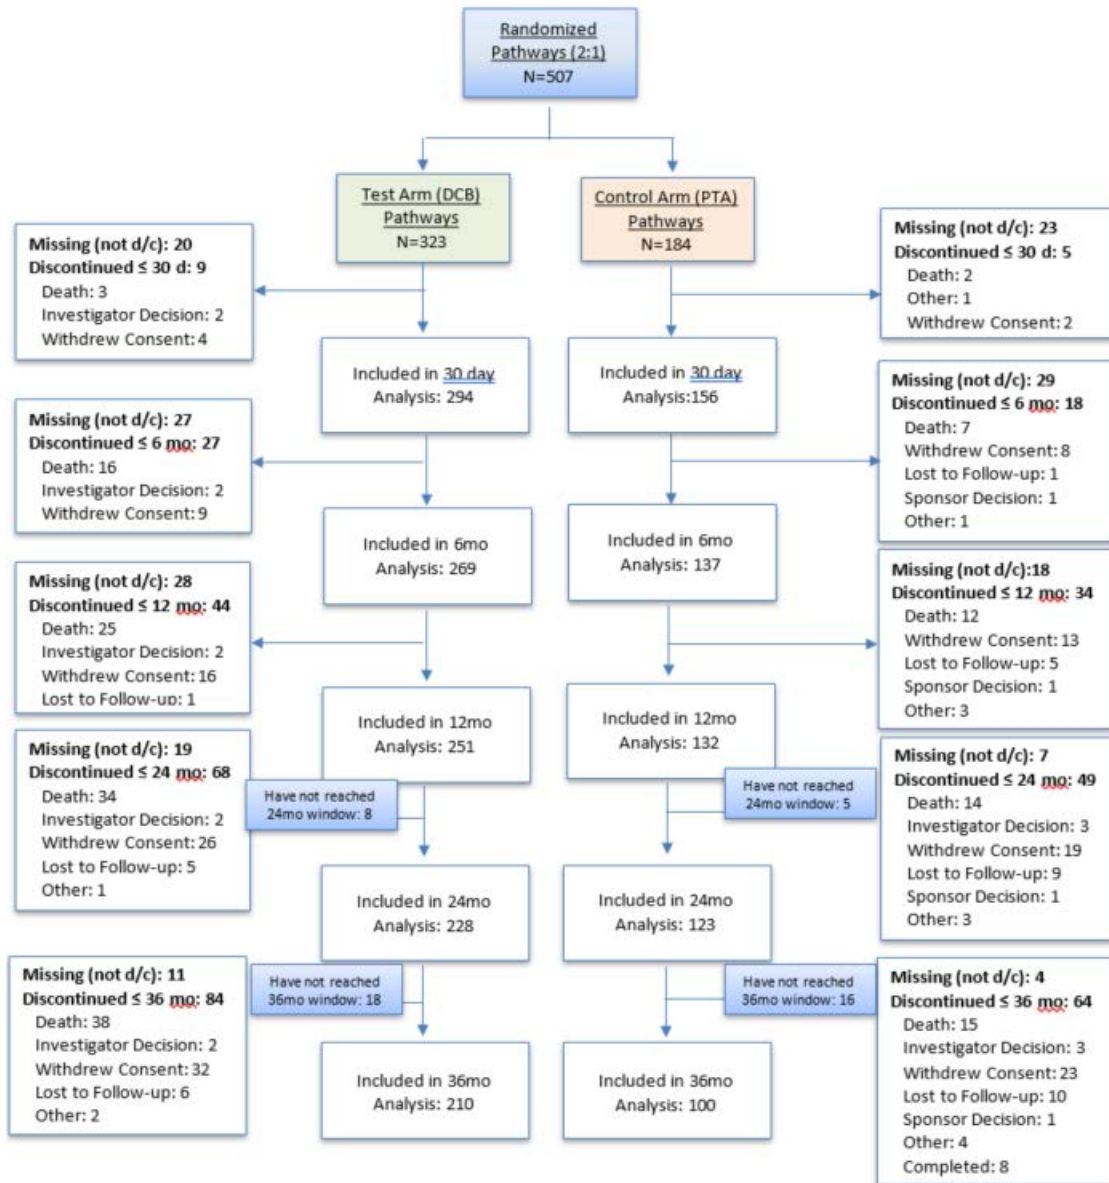 Randomized
Pathways (2:1)
N=507
Test Arm (DCB)
Pathways
N=323
Control Arm (PTA)
Pathways
N=184
Missing (not d/c): 20
Discontinued ≤ 30 d: 9
Death: 3
Investigator Decision: 2
Withdrew Consent: 4
Missing (not d/c): 23
Discontinued ≤ 30 d: 5
Death: 2
Other: 1
Withdrew Consent: 2
Included in 30 day
Analysis: 294
Included in 30 day
Analysis:156
Missing (not d/c): 27
Discontinued ≤ 6 mo: 27
Death: 16
Investigator Decision: 2
Withdrew Consent: 9
Missing (not d/c): 29
Discontinued ≤ 6 mo: 18
Death: 7
Withdrew Consent: 8
Lost to Follow-up: 1
Sponsor Decision: 1
Other: 1
Included in 6mo
Analysis: 269
Included in 6mo
Analysis: 137
Missing (not d/c): 28
Discontinued ≤ 12 mo: 44
Death: 25
Investigator Decision: 2
Withdrew Consent: 16
Lost to Follow-up: 1
Missing (not d/c):18
Discontinued ≤ 12 mo: 34
Death: 12
Withdrew Consent: 13
Lost to Follow-up: 5
Sponsor Decision: 1
Other: 3
Included in 12mo
Analysis: 251
Included in 12mo
Analysis: 132
Missing (not d/c): 19
Discontinued ≤ 24 mo: 68
Death: 34
Investigator Decision: 2
Withdrew Consent: 26
Lost to Follow-up: 5
Other: 1
Have not reached
24mo window: 8
Have not reached
24mo window: 5
Missing (not d/c): 7
Discontinued ≤ 24 mo: 49
Death: 14
Investigator Decision: 3
Withdrew Consent: 19
Lost to Follow-up: 9
Sponsor Decision: 1
Other: 3
Included in 24mo
Analysis: 228
Included in 24mo
Analysis: 123
Missing (not d/c): 11
Discontinued ≤ 36 mo: 84
Death: 38
Investigator Decision: 2
Withdrew Consent: 32
Lost to Follow-up: 6
Other: 2
Have not reached
36mo window: 18
Have not reached
36mo window: 16
Missing (not d/c): 4
Discontinued ≤ 36 mo: 64
Death: 15
Investigator Decision: 3
Withdrew Consent: 23
Lost to Follow-up: 10
Sponsor Decision: 1
Other: 4
Completed: 8
Included in 36mo
Analysis: 210
Included in 36mo
Analysis: 100